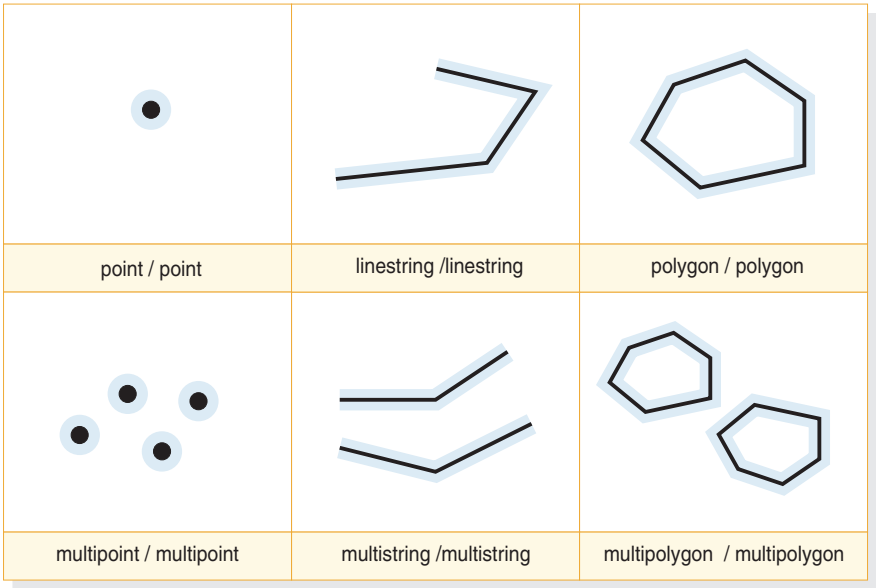 point / point
linestring /linestring
polygon / polygon
multipoint / multipoint
multistring /multistring
multipolygon / multipolygon